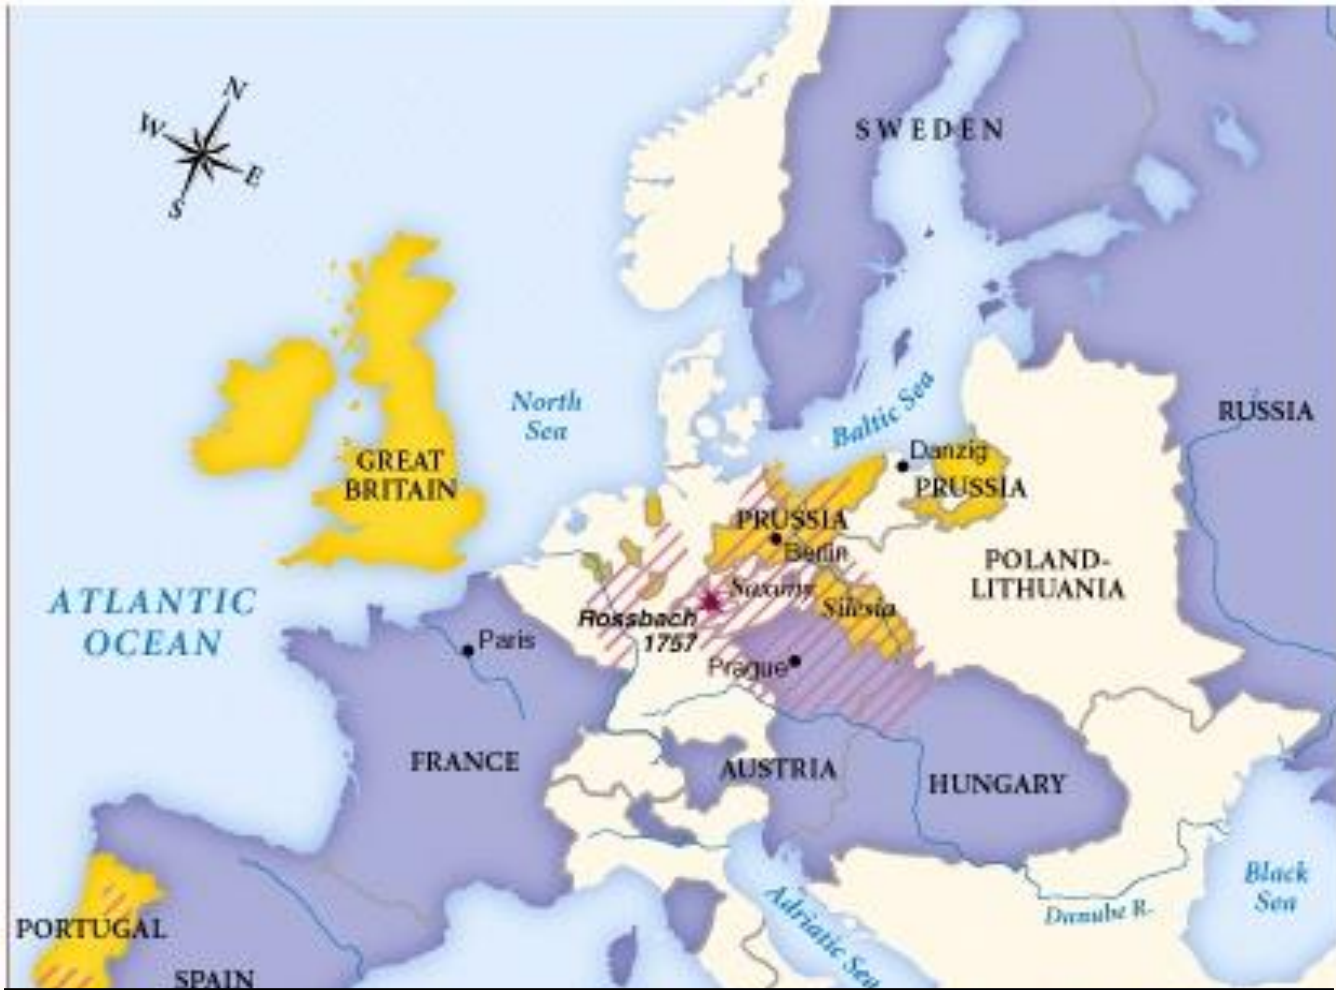 N
W
E
S
SWEDEN
RUSSIA
North
Sea
Baltic Sea
Danzig
PRUSSIA
GREAT
BRITAIN
PRUSSIA
Berlin
POLAND-
LITHUANIA
ATLANTIC
OCEAN
Saxony
Silesia
Rossbach
1757
Paris
Prague
FRANCE
AUSTRIA
HUNGARY
Black
Sea
Adriatic Sea
Danube R.
PORTUGAL
SPAIN